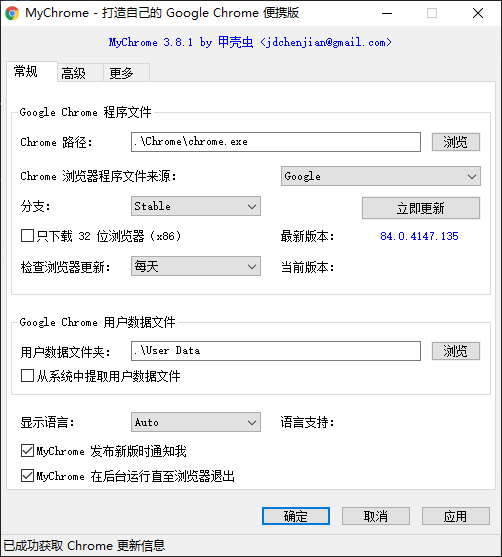 MyChrome - 打造自己的 Google Chrome 便携版
MyChrome 3.8.1 by 甲壳虫 <jdchenjian@gmail.com>
常规 高级 更多
Google Chrome 程序文件
Chrome 路径: .\Chrome\chrome.exe 浏览
Chrome 浏览器程序文件来源: Google
分支: Stable 立即更新
只下载 32 位浏览器 (x86) 最新版本: 84.0.4147.135
检查浏览器更新: 每天 当前版本:
Google Chrome 用户数据文件
用户数据文件夹: .\User Data 浏览
从系统中提取用户数据文件
显示语言: Auto 语言支持:
MyChrome 发布新版时通知我
MyChrome 在后台运行直至浏览器退出
确定 取消 应用
已成功获取 Chrome 更新信息